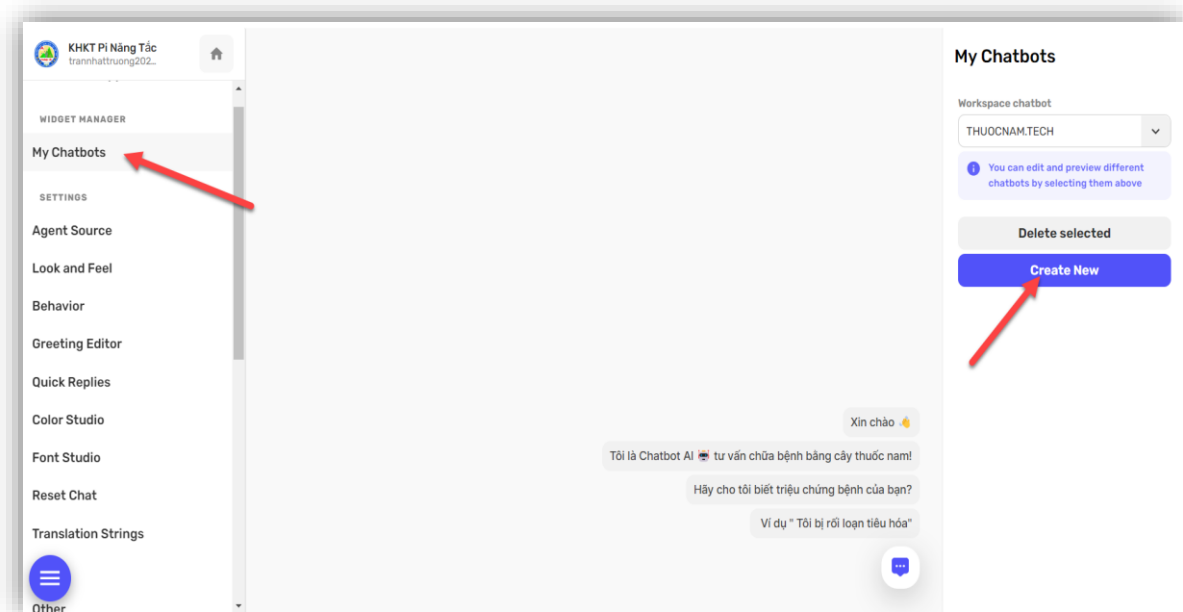 KHKT Pi Năng Tắc
trannhattruong202...
WIDGET MANAGER
My Chatbots
SETTINGS
Agent Source
Look and Feel
Behavior
Greeting Editor
Quick Replies
Color Studio
Font Studio
Reset Chat
Translation Strings
Other
Xin chào 👋
Tôi là Chatbot AI 🤖 tư vấn chữa bệnh bằng cây thuốc nam!
Hãy cho tôi biết triệu chứng bệnh của bạn?
Ví dụ " Tôi bị rối loạn tiêu hóa"
My Chatbots
Workspace chatbot
THUOCNAM.TECH
You can edit and preview different
chatbots by selecting them above
Delete selected
Create New